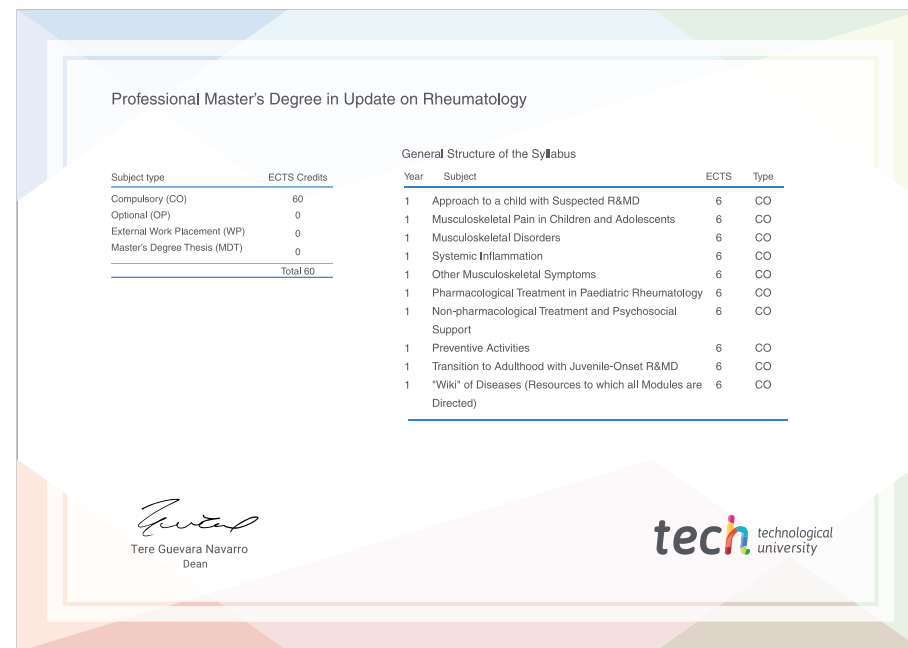 Professional Master's Degree in Update on Rheumatology
Subject type ECTS Credits
Compulsory (CO) 60
Optional (OP) 0
External Work Placement (WP) 0
Master's Degree Thesis (MDT) 0
Total 60
General Structure of the Syllabus
Year Subject ECTS Type
1 Approach to a child with Suspected R&MD 6 CO
1 Musculoskeletal Pain in Children and Adolescents 6 CO
1 Musculoskeletal Disorders 6 CO
1 Systemic Inflammation 6 CO
1 Other Musculoskeletal Symptoms 6 CO
1 Pharmacological Treatment in Paediatric Rheumatology 6 CO
1 Non-pharmacological Treatment and Psychosocial 6 CO
Support
1 Preventive Activities 6 CO
1 Transition to Adulthood with Juvenile-Onset R&MD 6 CO
1 "Wiki" of Diseases (Resources to which all Modules are 6 CO
Directed)
Tere Guevara Navarro
Dean
tech technological
university